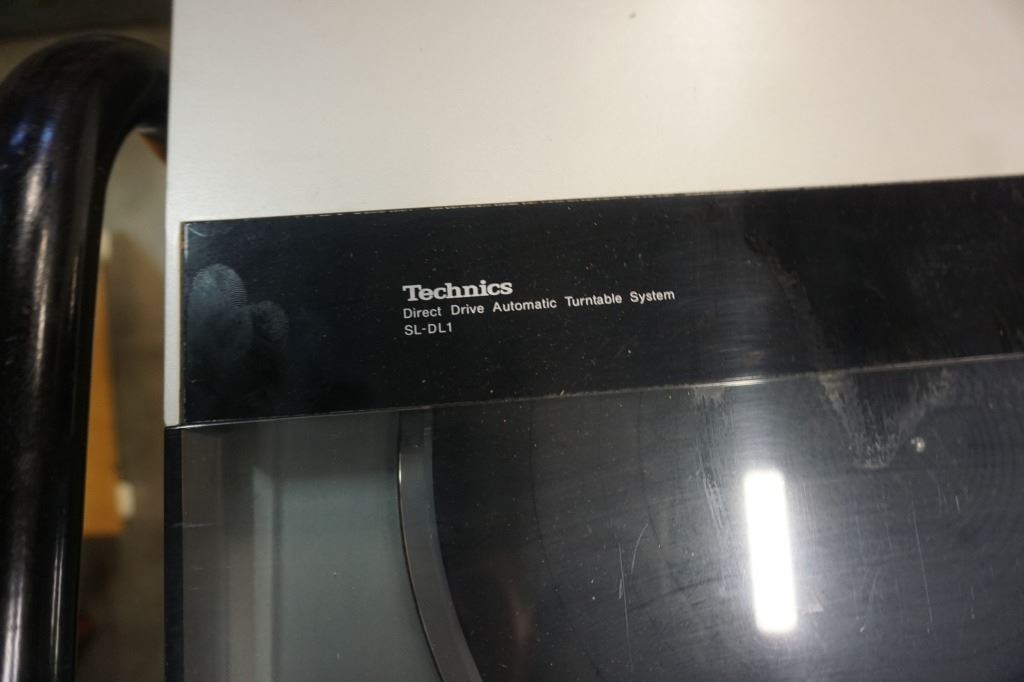 Technics
Direct Drive Automatic Turntable System
SL-DL1